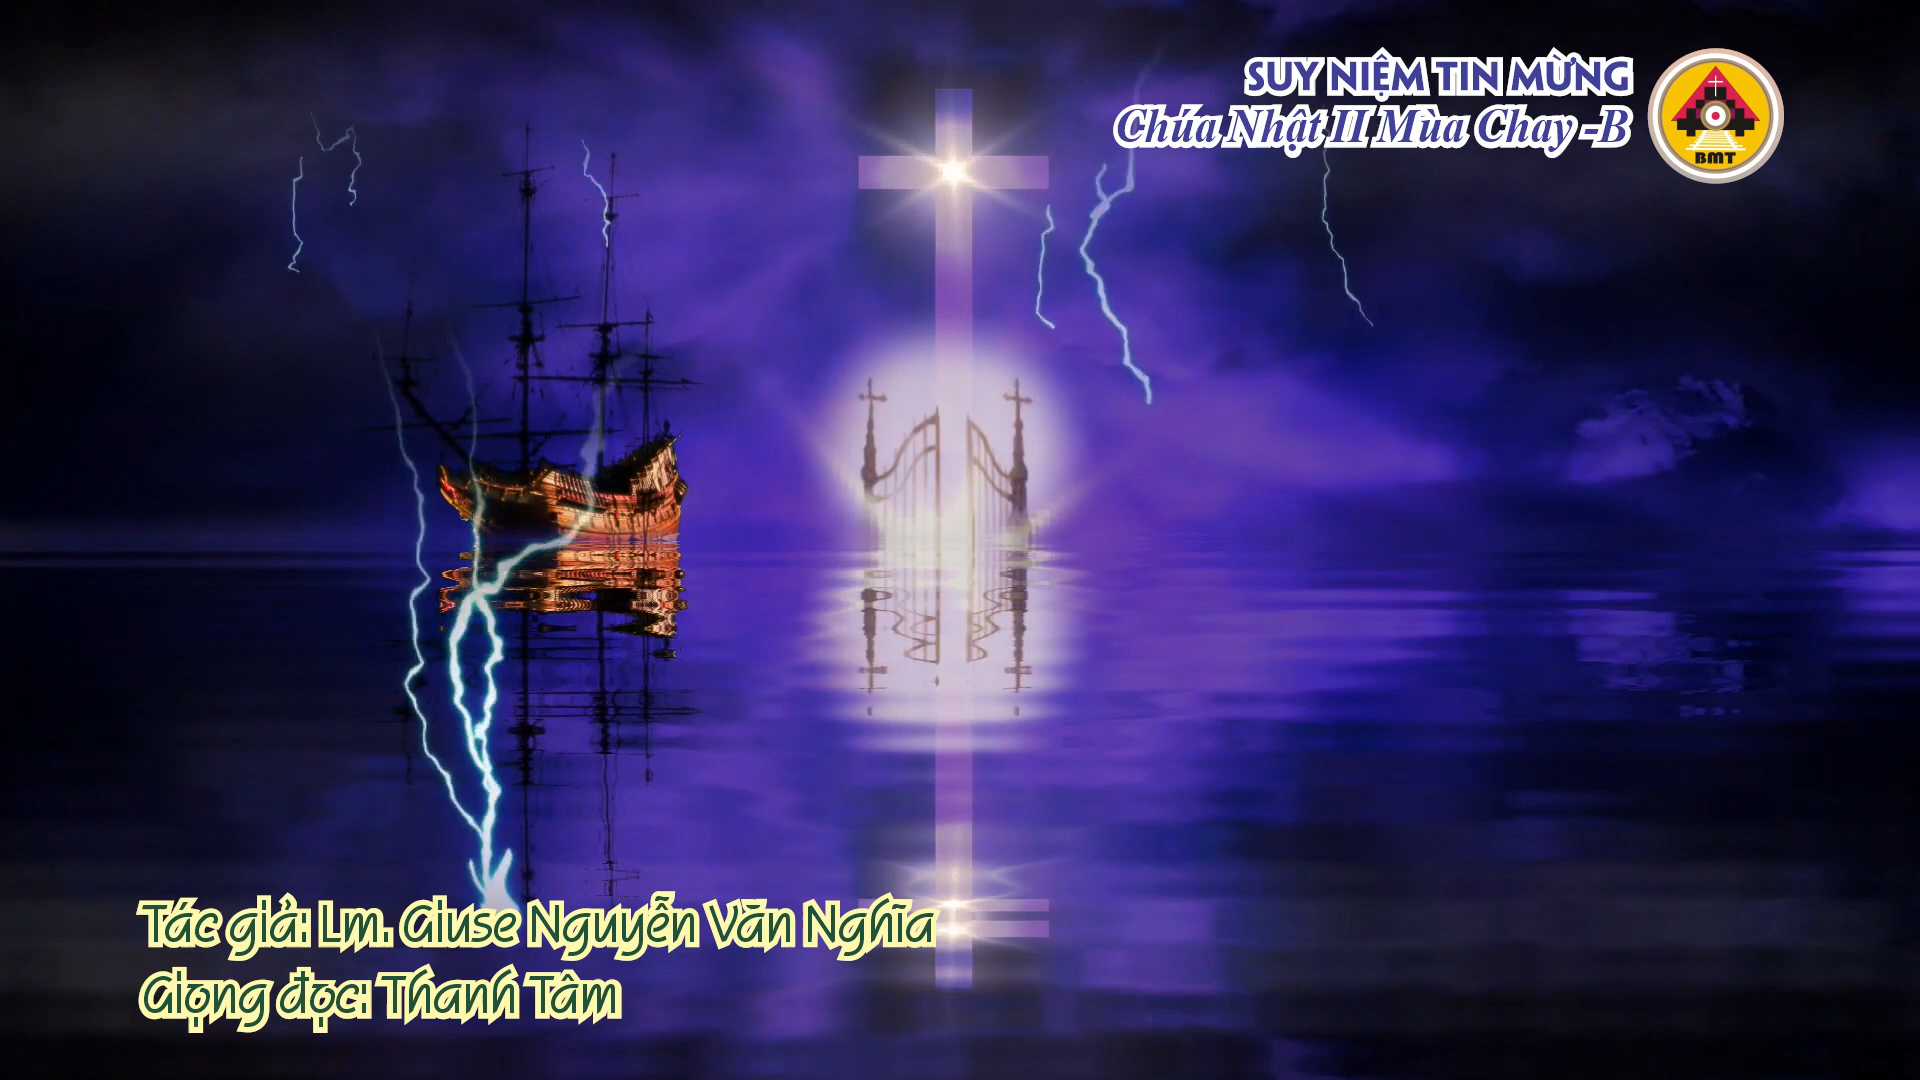 SUY NIỆM TIN MỪNG
Chúa Nhật II Mùa Chay -B
BMT
Tác giả: Lm. Giuse Nguyễn Văn Nghĩa
Giọng đọc: Thanh Tâm